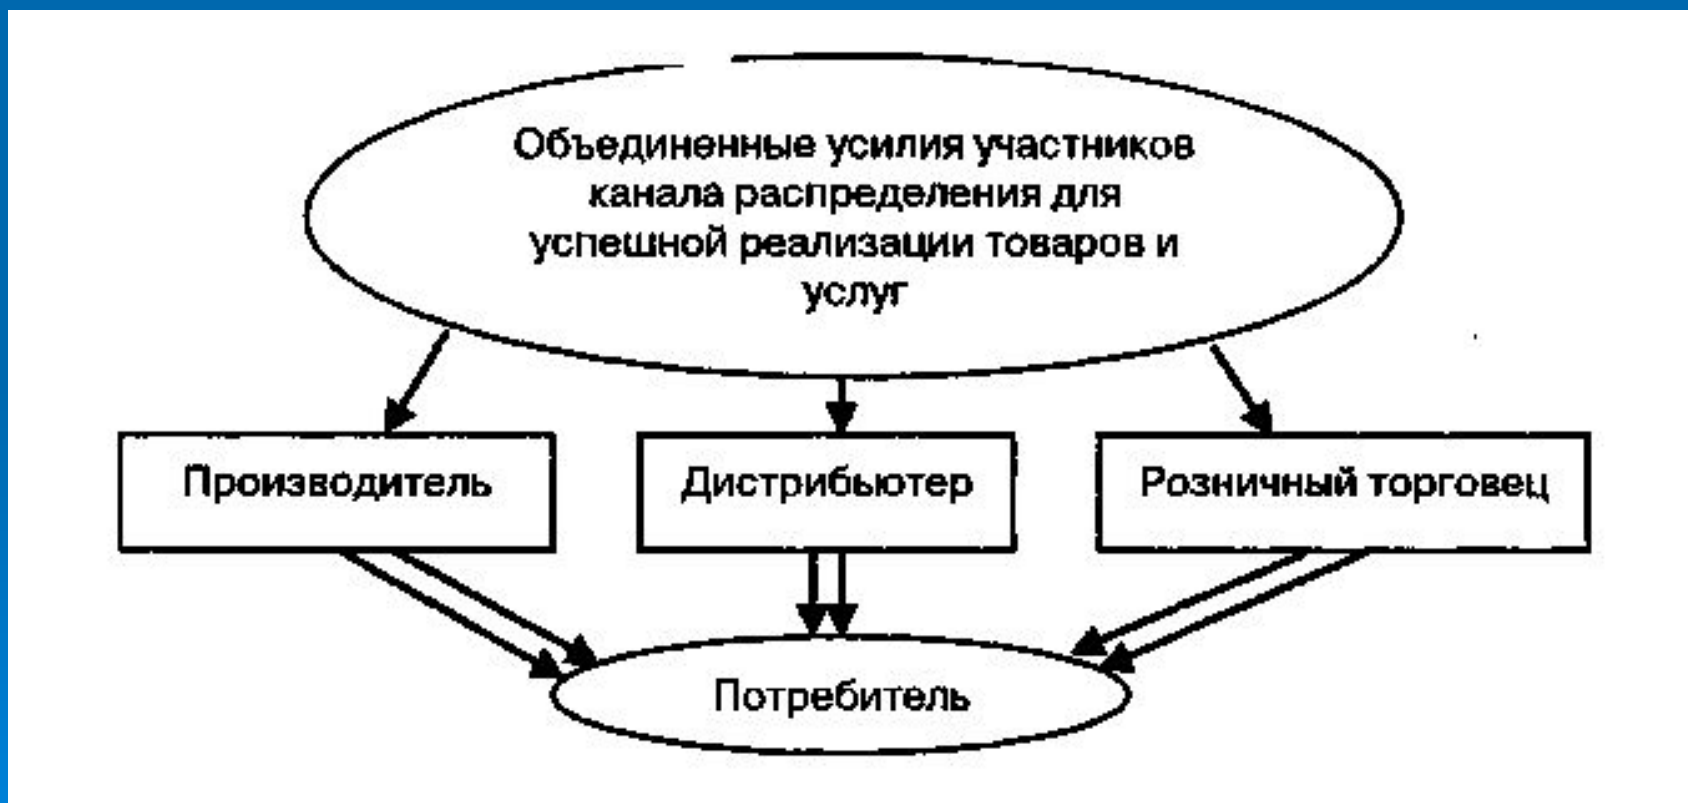 Объединенные усилия участников
канала распределения для
успешной реализации товаров и
услуг
Производитель
Дистрибьютер
Розничный торговец
Потребитель